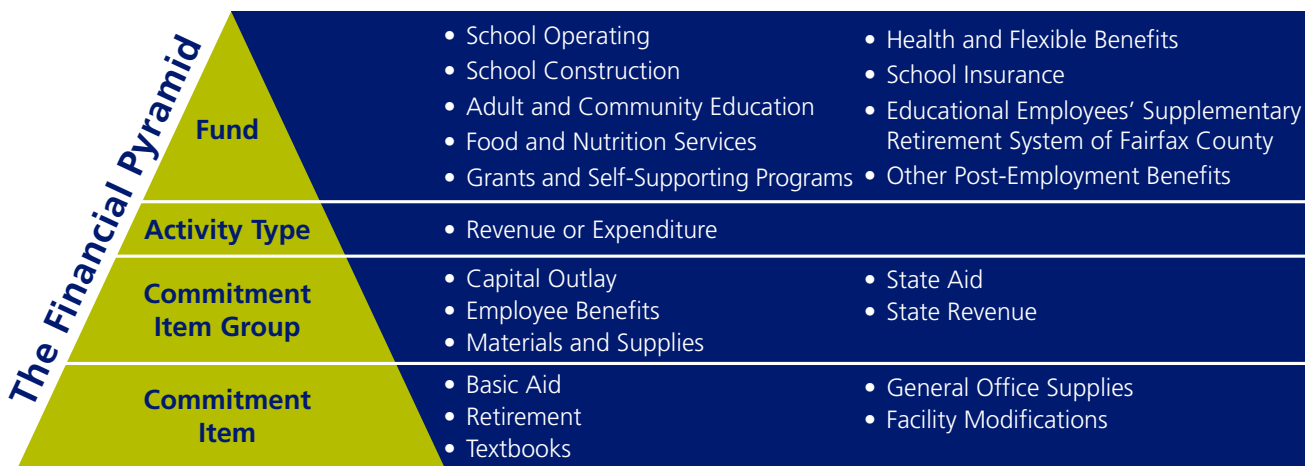 The Financial Pyramid
Fund
• School Operating
• School Construction
• Adult and Community Education
• Food and Nutrition Services
• Grants and Self-Supporting Programs
• Health and Flexible Benefits
• School Insurance
• Educational Employees’ Supplementary
Retirement System of Fairfax County
• Other Post-Employment Benefits
Activity Type
• Revenue or Expenditure
Commitment
Item Group
• Capital Outlay
• Employee Benefits
• Materials and Supplies
• State Aid
• State Revenue
Commitment
Item
• Basic Aid
• Retirement
• Textbooks
• General Office Supplies
• Facility Modifications